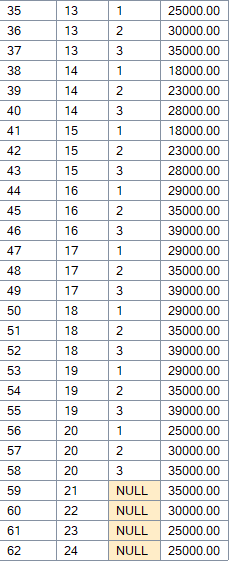 35 13 1 25000.00
36 13 2 30000.00
37 13 3 35000.00
38 14 1 18000.00
39 14 2 23000.00
40 14 3 28000.00
41 15 1 18000.00
42 15 2 23000.00
43 15 3 28000.00
44 16 1 29000.00
45 16 2 35000.00
46 16 3 39000.00
47 17 1 29000.00
48 17 2 35000.00
49 17 3 39000.00
50 18 1 29000.00
51 18 2 35000.00
52 18 3 39000.00
53 19 1 29000.00
54 19 2 35000.00
55 19 3 39000.00
56 20 1 25000.00
57 20 2 30000.00
58 20 3 35000.00
59 21 NULL 35000.00
60 22 NULL 30000.00
61 23 NULL 25000.00
62 24 NULL 25000.00